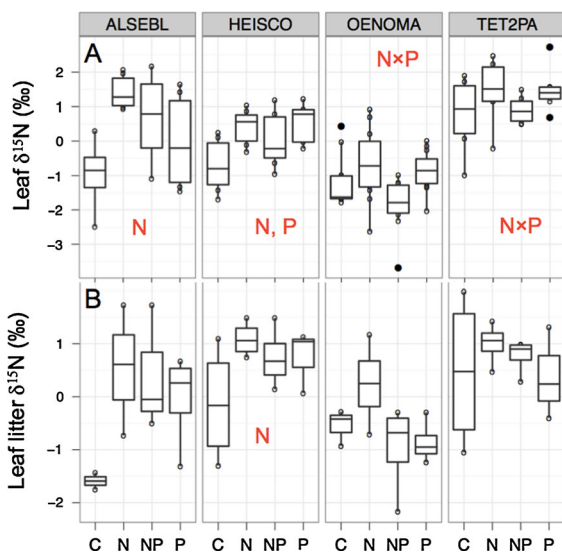 ALSEBL HEISCO OENOMA TET2PA
A
N×P
2
1
0
−1
−2
−3
Leaf δ15N (‰)
N
N, P
N×P
B
1
0
−1
−2
Leaf litter δ15N (‰)
N
C N NP P C N NP P C N NP P C N NP P